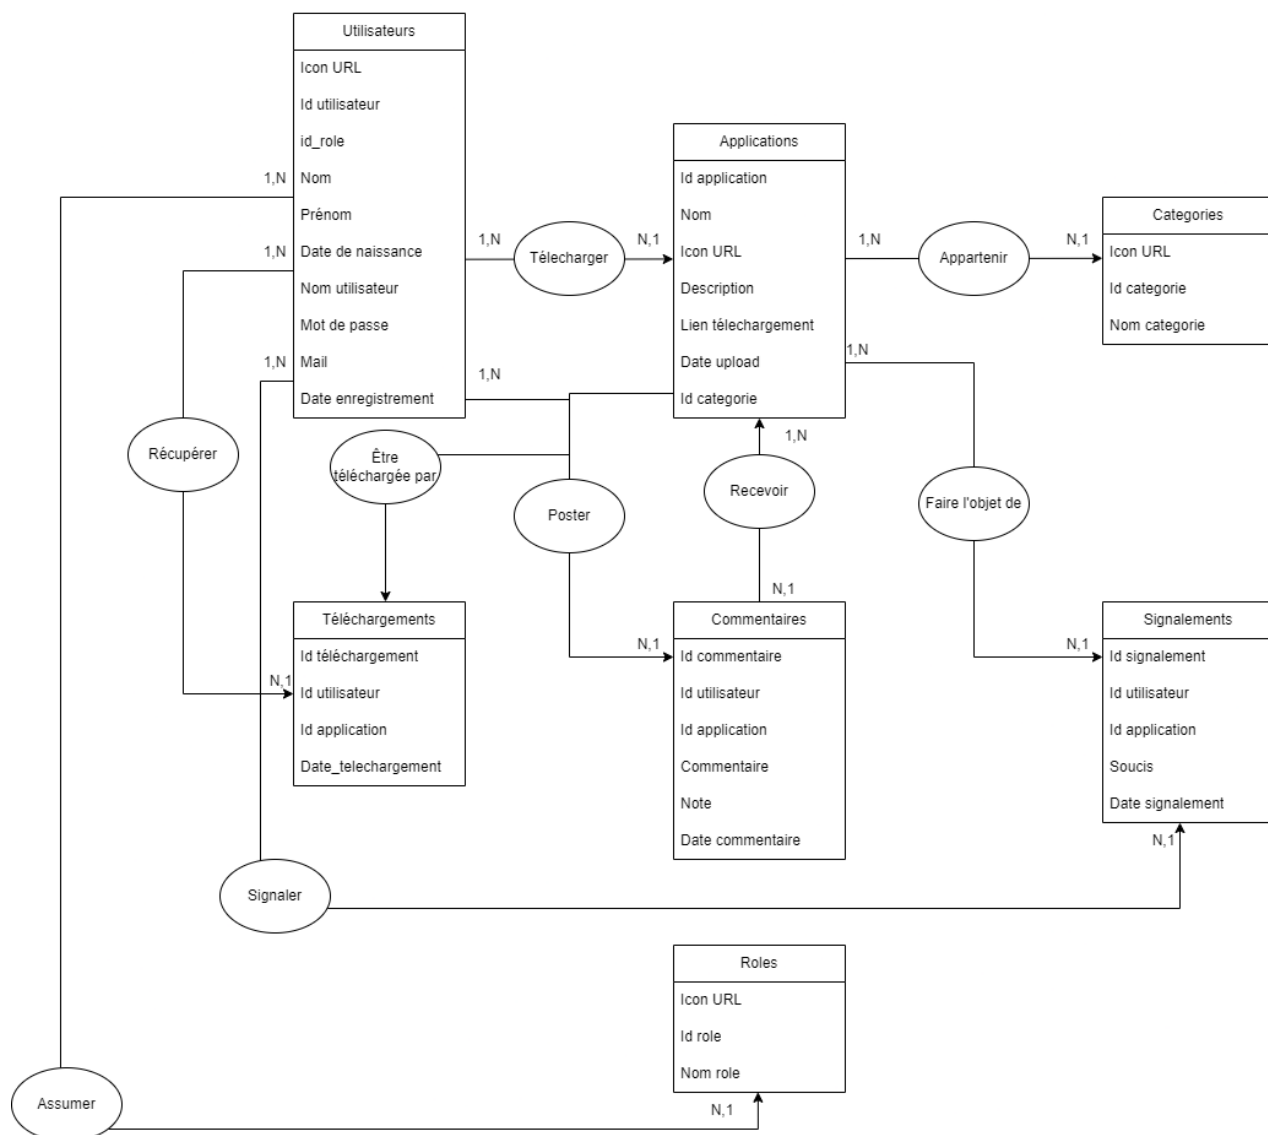 Utilisateurs
Icon URL
Id utilisateur
id_role
Nom
Prénom
Date de naissance
Nom utilisateur
Mot de passe
Mail
Date enregistrement
1,N
1,N
1,N
1,N
Télecharger
N,1
1,N
Applications
Id application
Nom
Icon URL
Description
Lien télechargement
Date upload
Id categorie
1,N
Appartenir
N,1
1,N
Categories
Icon URL
Id categorie
Nom categorie
Récupérer
Être
téléchargée par
Poster
1,N
Recevoir
N,1
Faire l'objet de
Téléchargements
Id téléchargement
Id utilisateur
Id application
Date_telechargement
N,1
N,1
Commentaires
Id commentaire
Id utilisateur
Id application
Commentaire
Note
Date commentaire
N,1
Signalements
Id signalement
Id utilisateur
Id application
Soucis
Date signalement
N,1
Signaler
Roles
Icon URL
Id role
Nom role
N,1
Assumer